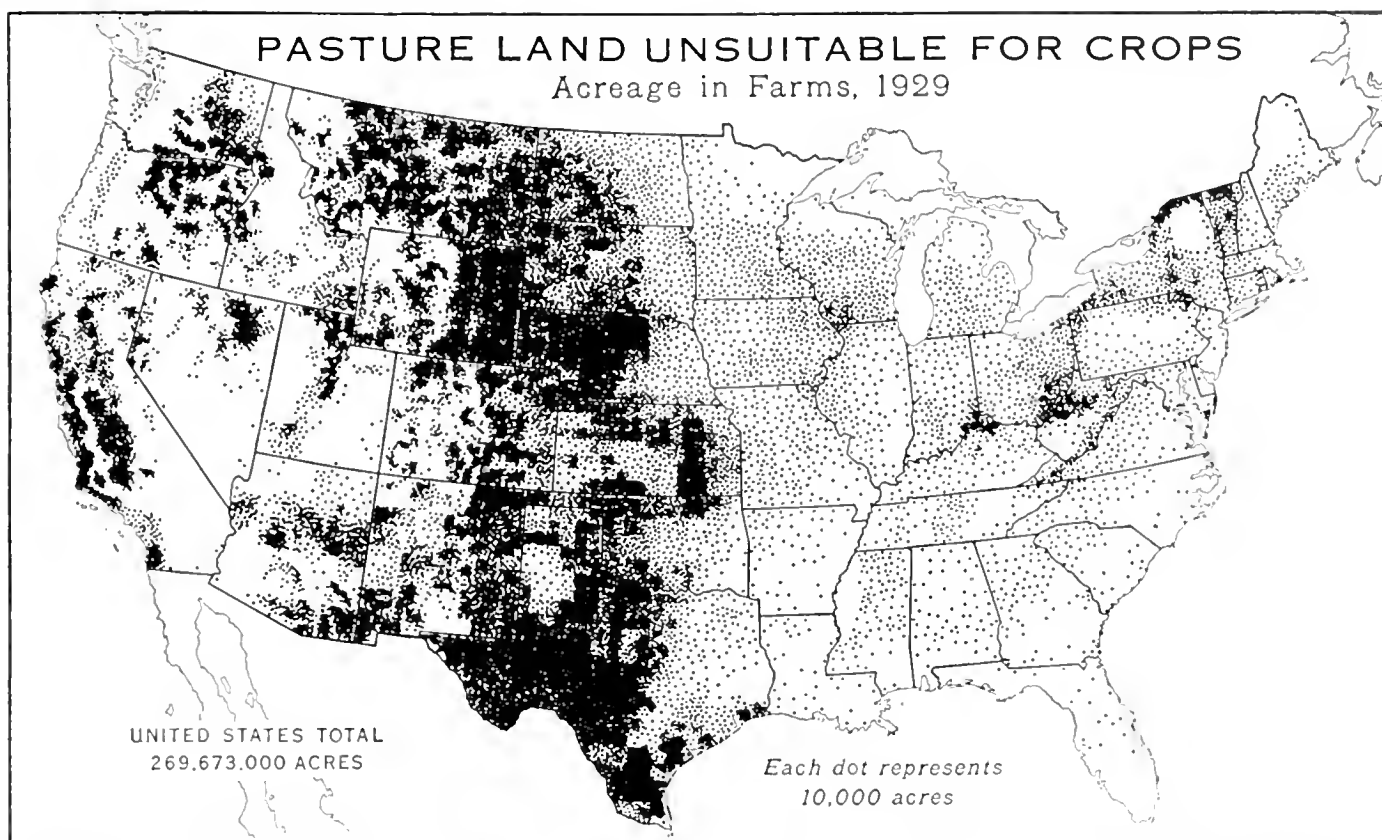 PASTURE LAND UNSUITABLE FOR CROPS
Acreage in Farms, 1929
UNITED STATES TOTAL
269,673,000 ACRES
Each dot represents
10,000 acres